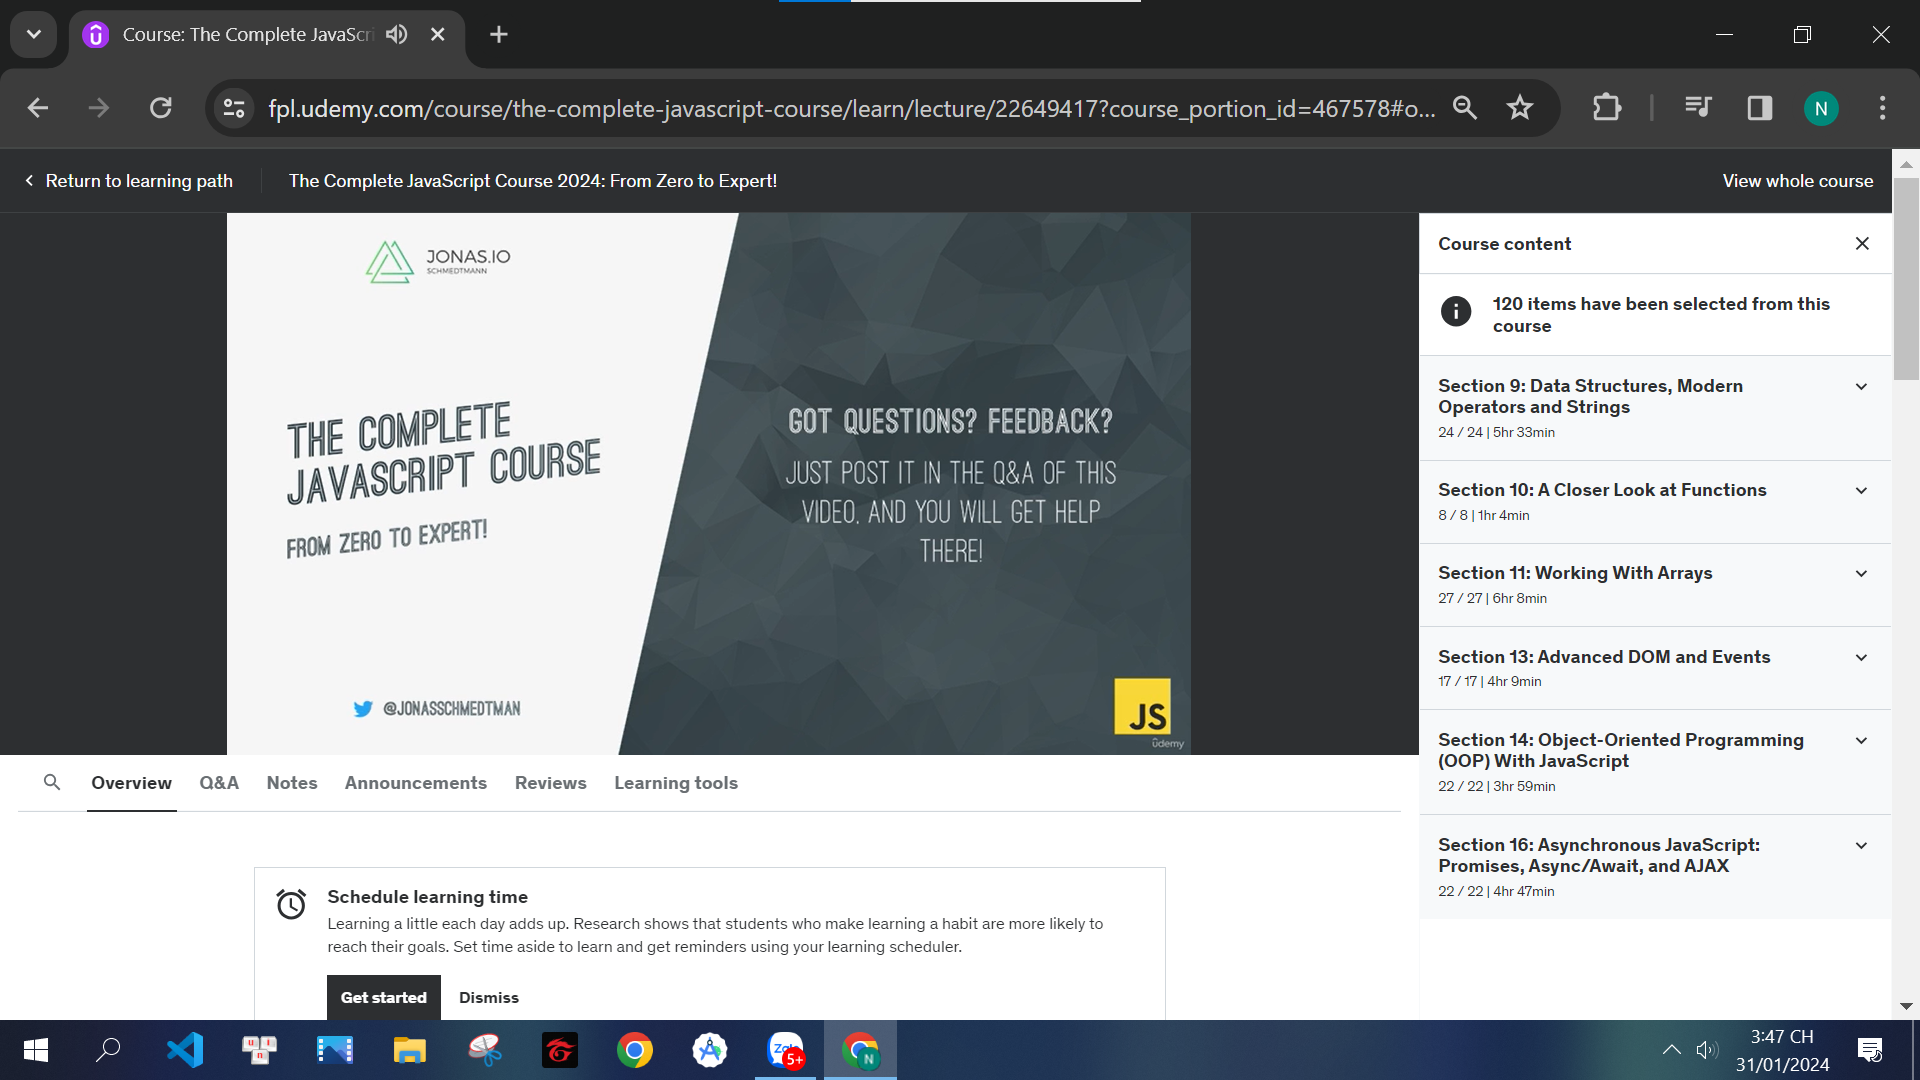 Course: The Complete JavaScri
fpl.udemy.com/course/the-complete-javascript-course/learn/lecture/22649417?course_portion_id=467578#o...
N
Return to learning path
The Complete JavaScript Course 2024: From Zero to Expert!
View whole course
JONAS.IO
SCHMEDTMANN
THE COMPLETE
JAVASCRIPT COURSE
FROM ZERO TO EXPERT!
@JONASSCHMEDTMAN
GOT QUESTIONS? FEEDBACK?
JUST POST IT IN THE Q&A OF THIS
VIDEO, AND YOU WILL GET HELP
THERE!
JS
ûdemy
Course content
120 items have been selected from this
course
Section 9: Data Structures, Modern
Operators and Strings
24 / 24 | 5hr 33min
Section 10: A Closer Look at Functions
8 / 8 | 1hr 4min
Section 11: Working With Arrays
27 / 27 | 6hr 8min
Section 13: Advanced DOM and Events
17 / 17 | 4hr 9min
Section 14: Object-Oriented Programming
(OOP) With JavaScript
22 / 22 | 3hr 59min
Section 16: Asynchronous JavaScript:
Promises, Async/Await, and AJAX
22 / 22 | 4hr 47min
Overview
Q&A
Notes
Announcements
Reviews
Learning tools
Schedule learning time
Learning a little each day adds up. Research shows that students who make learning a habit are more likely to
reach their goals. Set time aside to learn and get reminders using your learning scheduler.
Get started
Dismiss
u i
n
Zalo
5+
N
3:47 CH
31/01/2024